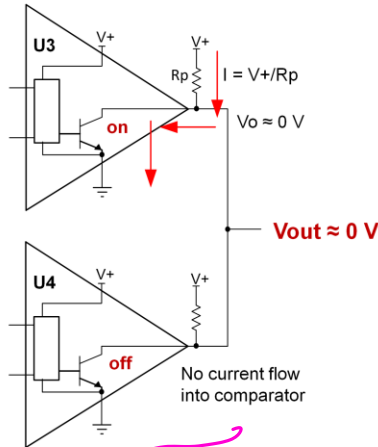 U3
V+
V+
Rp
I = V+/Rp
on
Vo ≈ 0 V
Vout ≈ 0 V
U4
V+
V+
off
No current flow
into comparator